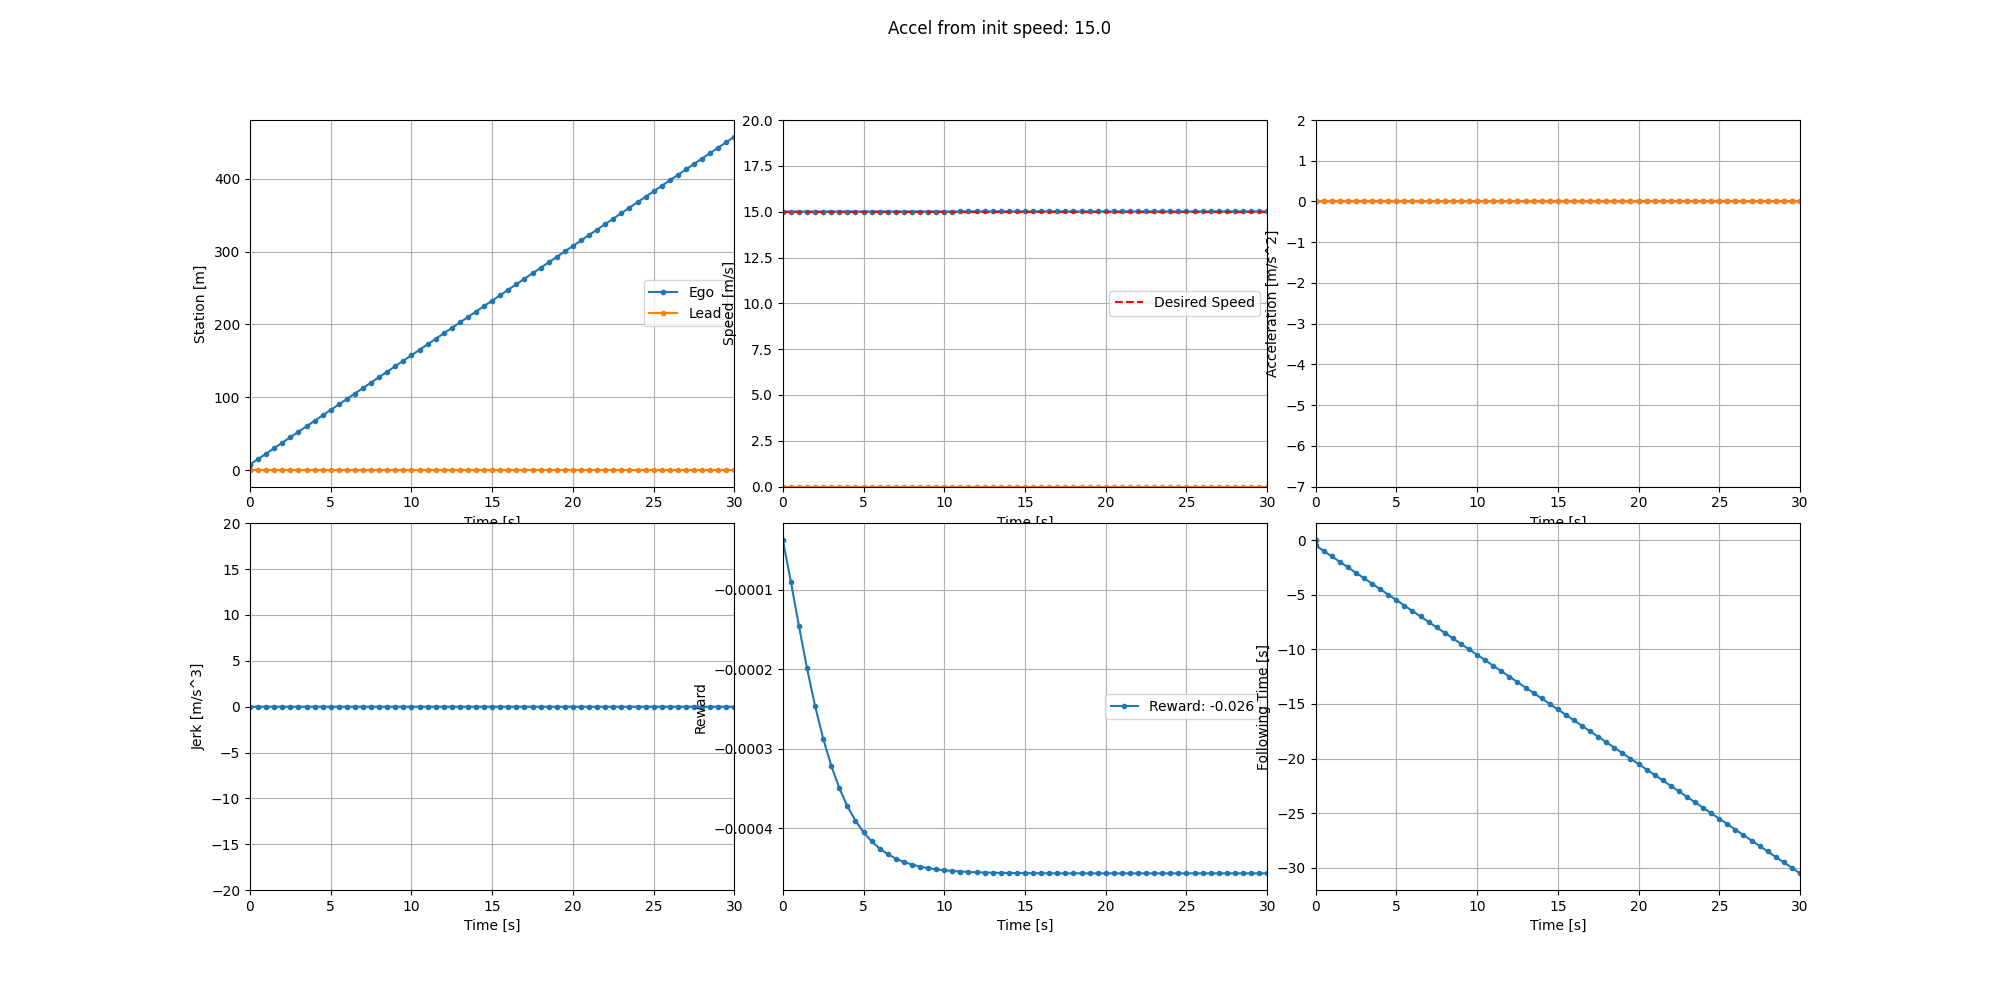 Accel from init speed: 15.0
Station [m]
400
300
200
100
0
0 5 10 15 20 25 30
Time [s]
Ego
Lead
Speed [m/s]
20.0
17.5
15.0
12.5
10.0
7.5
5.0
2.5
0.0
0 5 10 15 20 25 30
Time [s]
Desired Speed
Acceleration [m/s^2]
2
1
0
−1
−2
−3
−4
−5
−6
−7
0 5 10 15 20 25 30
Time [s]
Jerk [m/s^3]
20
15
10
5
0
−5
−10
−15
−20
0 5 10 15 20 25 30
Time [s]
Reward
−0.0001
−0.0002
−0.0003
−0.0004
0 5 10 15 20 25 30
Time [s]
Reward: -0.026
Following Time [s]
0
−5
−10
−15
−20
−25
−30
0 5 10 15 20 25 30
Time [s]